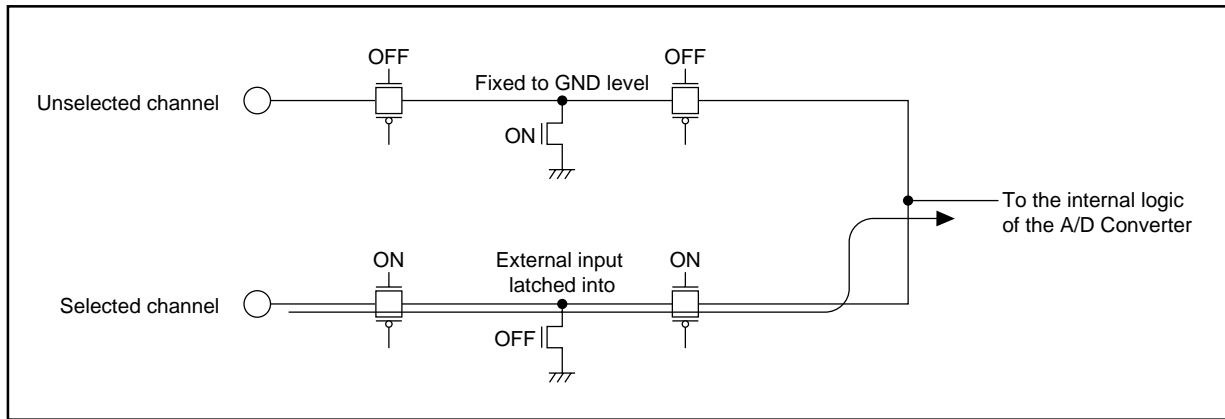 OFF
OFF
Fixed to GND level
Unselected channel
ON
To the internal logic
of the A/D Converter
ON
External input
latched into
ON
Selected channel
OFF